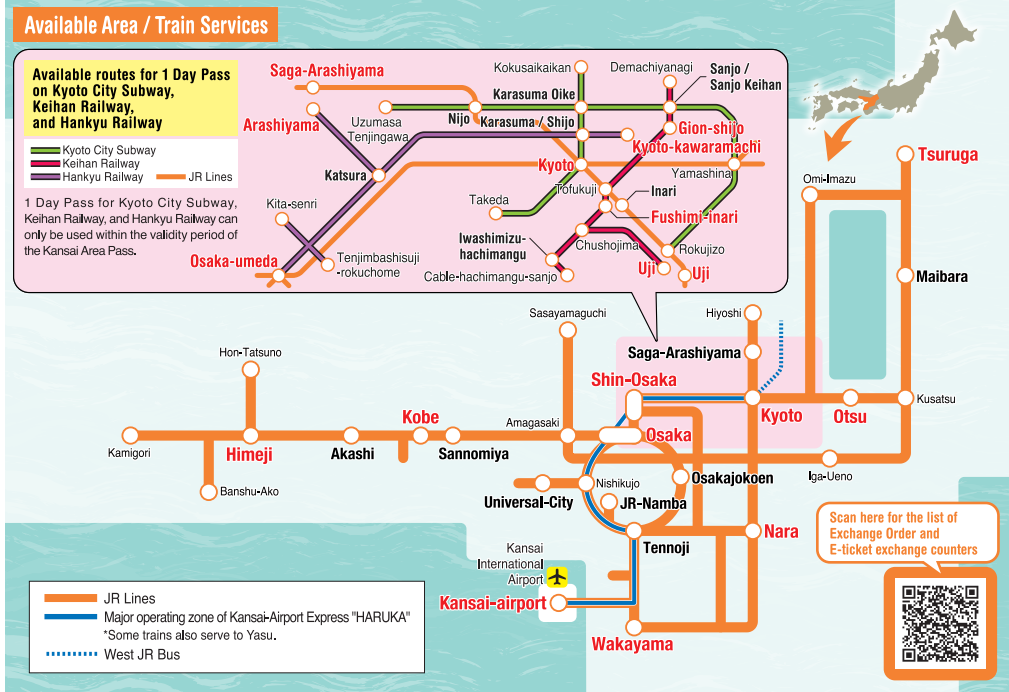 Available Area / Train Services
Available routes for 1 Day Pass
on Kyoto City Subway,
Keihan Railway,
and Hankyu Railway
Kyoto City Subway
Keihan Railway
Hankyu Railway
JR Lines
1 Day Pass for Kyoto City Subway,
Keihan Railway, and Hankyu Railway can
only be used within the validity period of
the Kansai Area Pass.
Saga-Arashiyama
Arashiyama
Uzumasa
Tenjingawa
Nijo
Kokusaikaikan
Karasuma Oike
Karasuma / Shijo
Demachiyanagi
Sanjo /
Sanjo Keihan
Gion-shijo
Kyoto-kawaramachi
Kyoto
Yamashina
Katsura
Kita-senri
Takeda
Tofukuji
Inari
Fushimi-inari
Osaka-umeda
Tenjimbashisuji
-rokuchome
Iwashimizu-
hachimangu
Cable-hachimangu-sanjo
Chushojima
Rokujizo
Uji
Uji
Tsuruga
Omi-Imazu
Maibara
Sasayamaguchi
Hiyoshi
Hon-Tatsuno
Saga-Arashiyama
Shin-Osaka
Kyoto
Otsu
Kusatsu
Kamigori
Himeji
Akashi
Kobe
Sannomiya
Amagasaki
Osaka
Banshu-Ako
Iga-Ueno
Universal-City
Nishikujo
Osakajokoen
JR-Namba
Tennoji
Nara
Kansai
International
Airport
Kansai-airport
Wakayama
Scan here for the list of
Exchange Order and
E-ticket exchange counters
JR Lines
Major operating zone of Kansai-Airport Express "HARUKA"
*Some trains also serve to Yasu.
West JR Bus